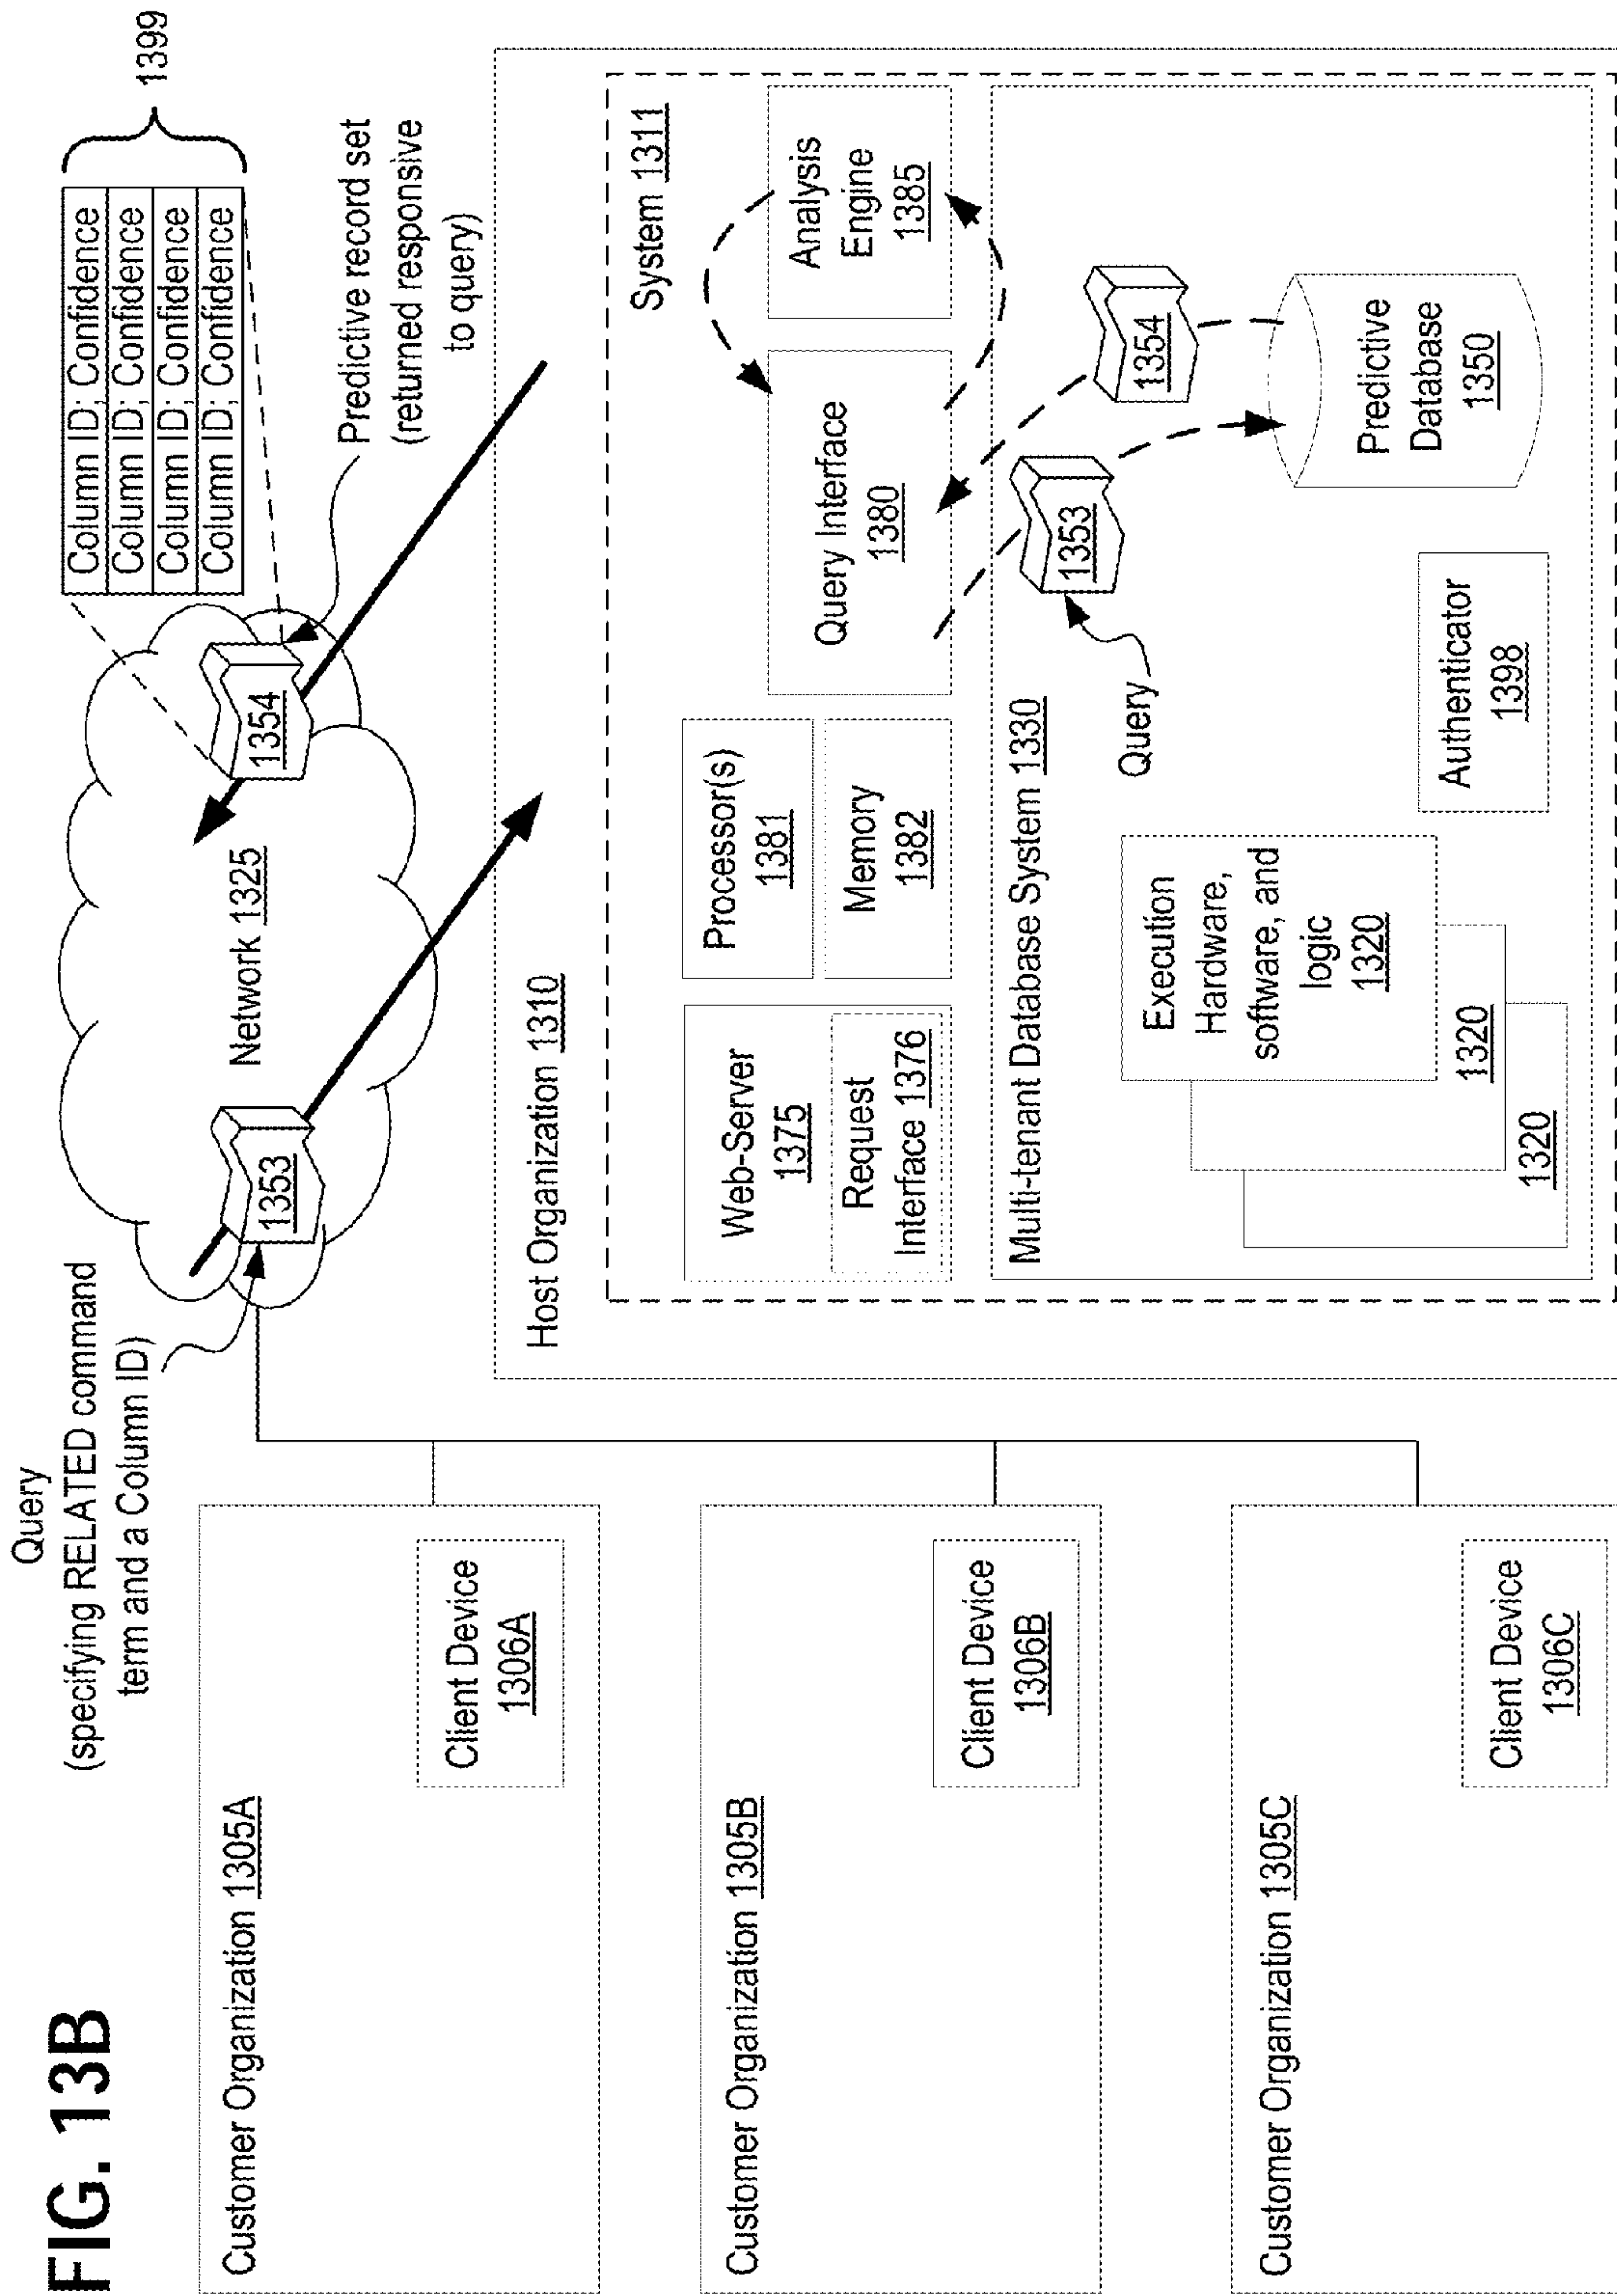 FIG. 13B
Query
(specifying RELATED command
term and a Column ID)
Customer Organization 1305A
Client Device
1306A
Customer Organization 1305B
Client Device
1306B
Customer Organization 1305C
Client Device
1306C
1353
Network 1325
1354
Column ID; Confidence
Column ID; Confidence
Column ID; Confidence
Column ID; Confidence
1399
Predictive record set
(returned responsive
to query)
Host Organization 1310
System 1311
Web-Server
1375
Request
Interface 1376
Processor(s)
1381
Memory
1382
Query Interface
1380
Analysis
Engine
1385
Multi-tenant Database System 1330
Query
1353
1354
Execution
Hardware,
software, and
logic
1320
1320
1320
Authenticator
1398
Predictive
Database
1350